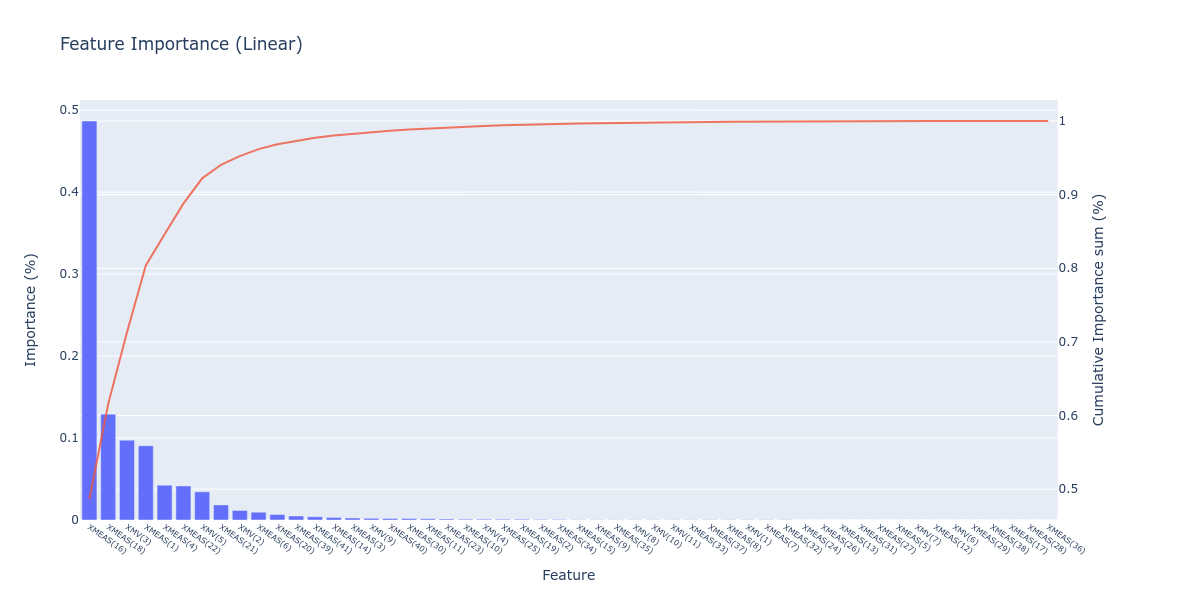 Feature Importance (Linear)
0.5
0.4
0.3
0.2
0.1
0
Importance (%)
1
0.9
0.8
0.7
0.6
0.5
Cumulative Importance sum (%)
XMEAS(16)
XMEAS(18)
XMV(3)
XMEAS(1)
XMEAS(4)
XMEAS(22)
XMV(5)
XMEAS(21)
XMV(2)
XMEAS(6)
XMEAS(20)
XMEAS(39)
XMEAS(41)
XMEAS(14)
XMEAS(3)
XMV(9)
XMEAS(40)
XMEAS(30)
XMEAS(11)
XMEAS(23)
XMEAS(10)
XMV(4)
XMEAS(25)
XMEAS(19)
XMEAS(2)
XMEAS(34)
XMEAS(15)
XMEAS(9)
XMEAS(35)
XMV(8)
XMV(10)
XMV(11)
XMEAS(33)
XMEAS(37)
XMEAS(8)
XMV(1)
XMEAS(7)
XMEAS(32)
XMEAS(24)
XMEAS(26)
XMEAS(13)
XMEAS(31)
XMEAS(27)
XMEAS(5)
XMV(7)
XMEAS(12)
XMV(6)
XMEAS(29)
XMEAS(38)
XMEAS(17)
XMEAS(28)
XMEAS(36)
Feature